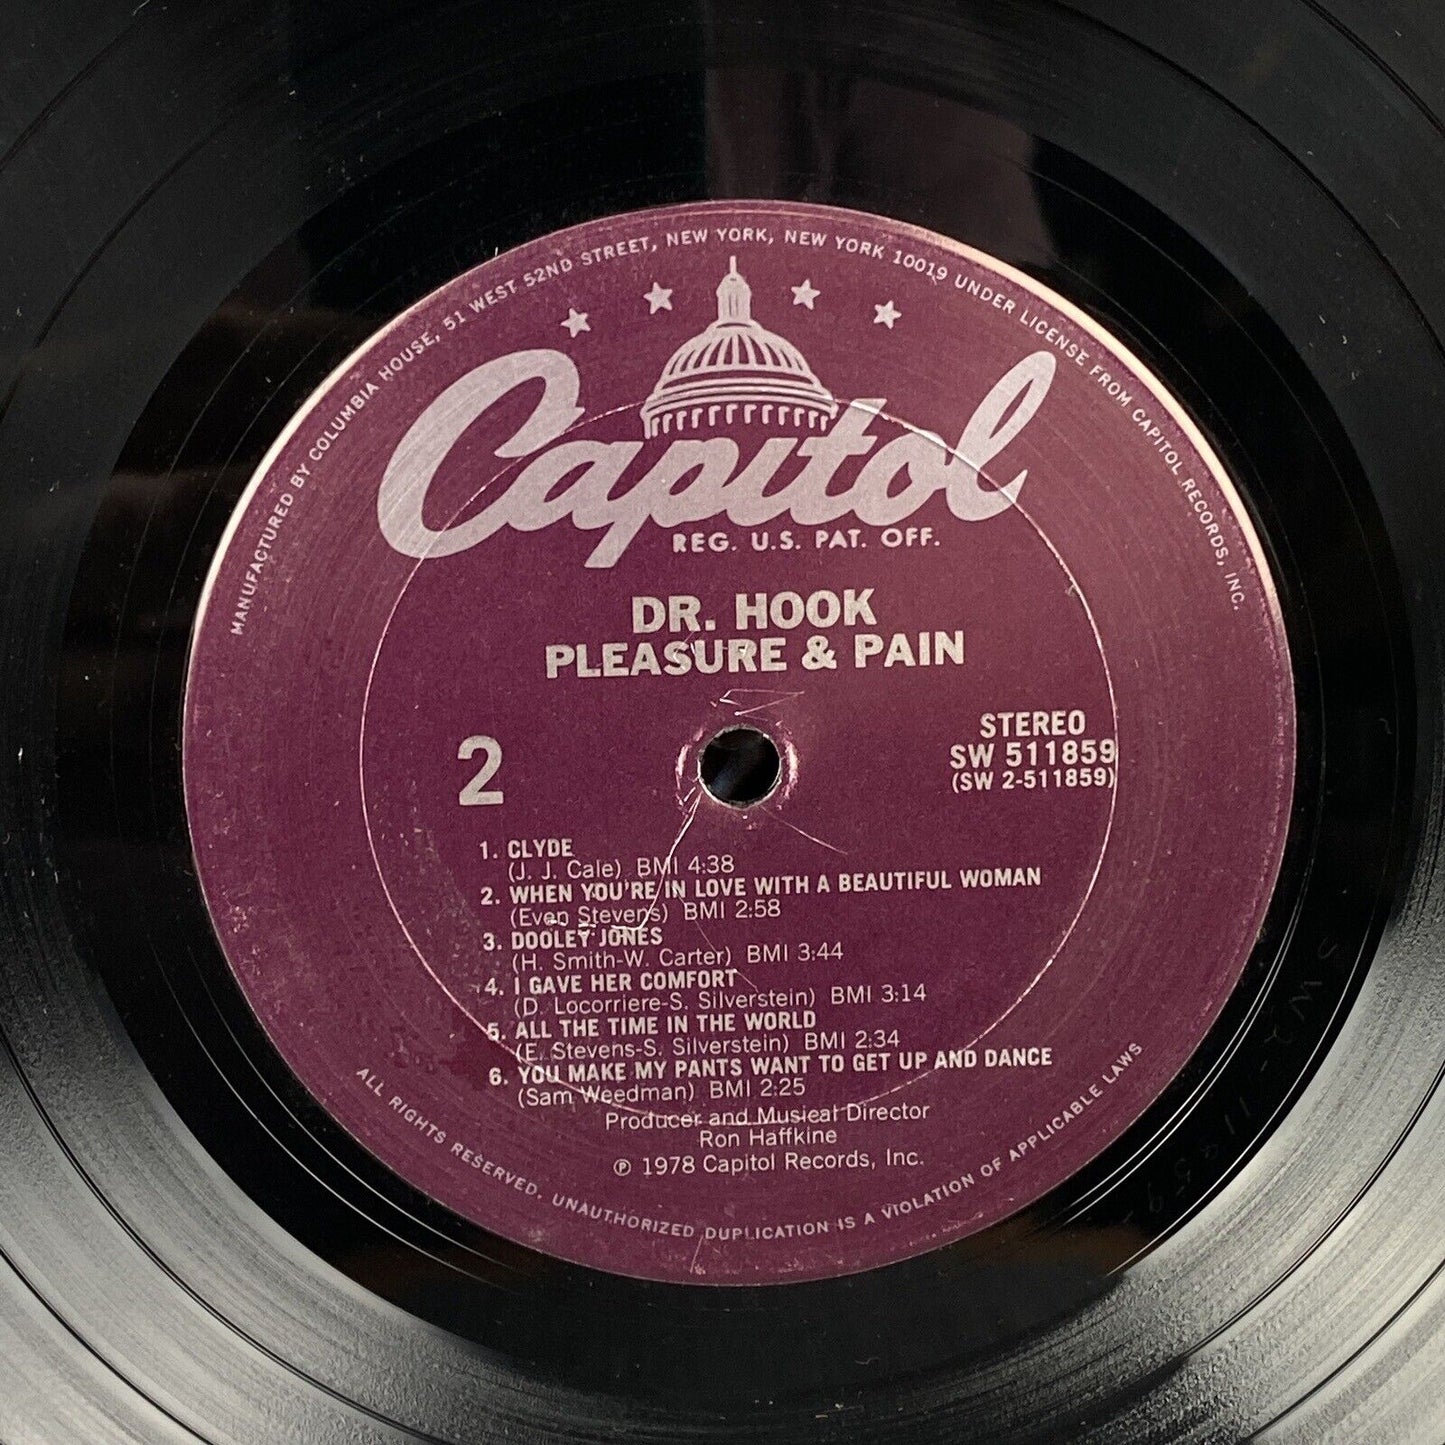 MANUFACTURED BY COLUMBIA HOUSE, 51 WEST 52ND STREET, NEW YORK, NEW YORK 10019 UNDER LICENSE FROM CAPITOL RECORDS, INC.
Capitol
REG. U.S. PAT. OFF.
DR. HOOK
PLEASURE & PAIN
2
STEREO
SW 511859
(SW 2-511859)
1. CLYDE
(J. J. Cale) BMI 4:38
2. WHEN YOU'RE IN LOVE WITH A BEAUTIFUL WOMAN
(Even Stevens) BMI 2:58
3. DOOLEY JONES
(H. Smith-W. Carter) BMI 3:44
4. I GAVE HER COMFORT
(D. Locorriere-S. Silverstein) BMI 3:14
5. ALL THE TIME IN THE WORLD
(E. Stevens-S. Silverstein) BMI 2:34
6. YOU MAKE MY PANTS WANT TO GET UP AND DANCE
(Sam Weedman) BMI 2:25
Producer and Musical Director
Ron Haffkine
℗ 1978 Capitol Records, Inc.
ALL RIGHTS RESERVED. UNAUTHORIZED DUPLICATION IS A VIOLATION OF APPLICABLE LAWS